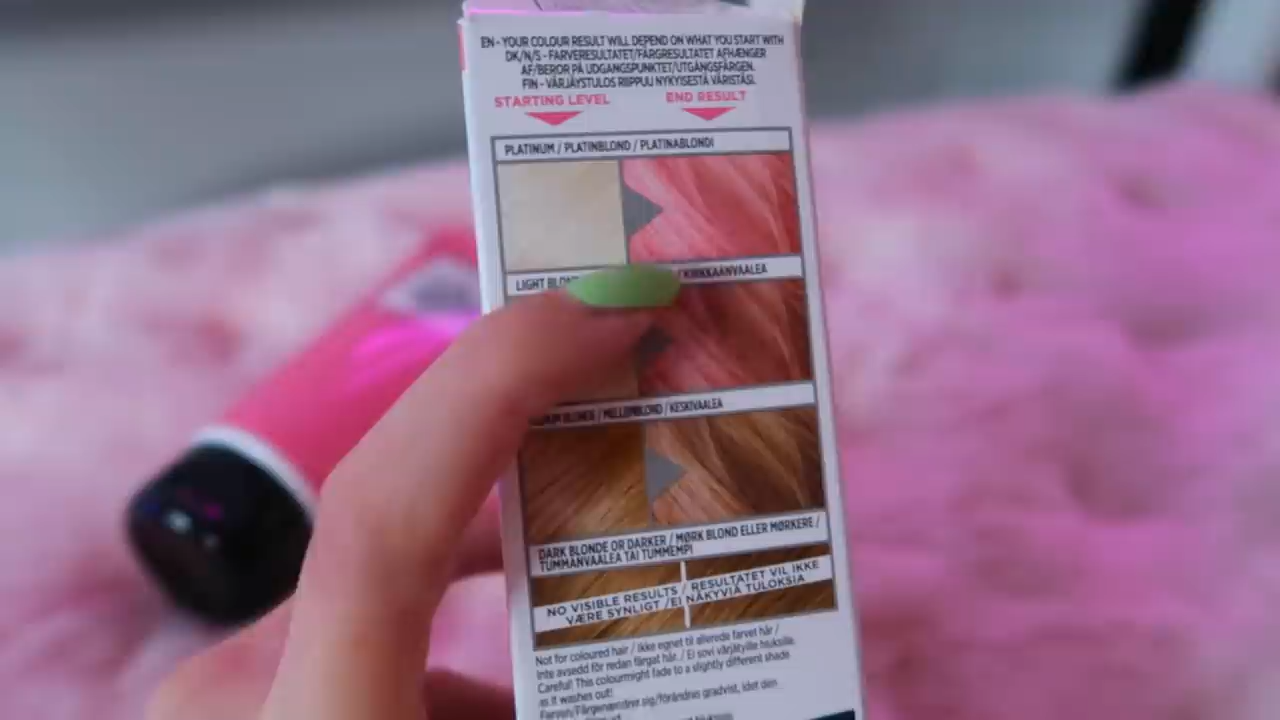 EN - YOUR COLOUR RESULT WILL DEPEND ON WHAT YOU START WITH
DK/N/S - FARVERESULTATET/FÄRGRESULTATET AFHÆNGER
AF/BEROR PÅ UDGANGSPUNKTET/UTGÅNGSFÄRGEN.
FIN - VÄRJÄYSTULOS RIIPPUU NYKYISESTÄ VÄRISTÄSI.
STARTING LEVEL
END RESULT
PLATINUM / PLATINBLOND / PLATINABLONDI
LIGHT / KIRKKAANVAALEA
BLONDE / MELLEMBLOND / KESKIVAALEA
DARK BLONDE OR DARKER / MØRK BLOND ELLER MØRKERE /
TUMMANVAALEA TAI TUMMEMPI
NO VISIBLE RESULTS / RESULTATET VIL IKKE
VÆRE SYNLIGT / EI NÄKYVIÄ TULOKSIA
Not for coloured hair / Ikke egnet til allerede farvet hår /
Inte avsedd för redan färgat hår. / Ei sovi värjätyille hiuksille.
Careful! This colour might fade to a slightly different shade
as it washes out!
gradvist, idet den